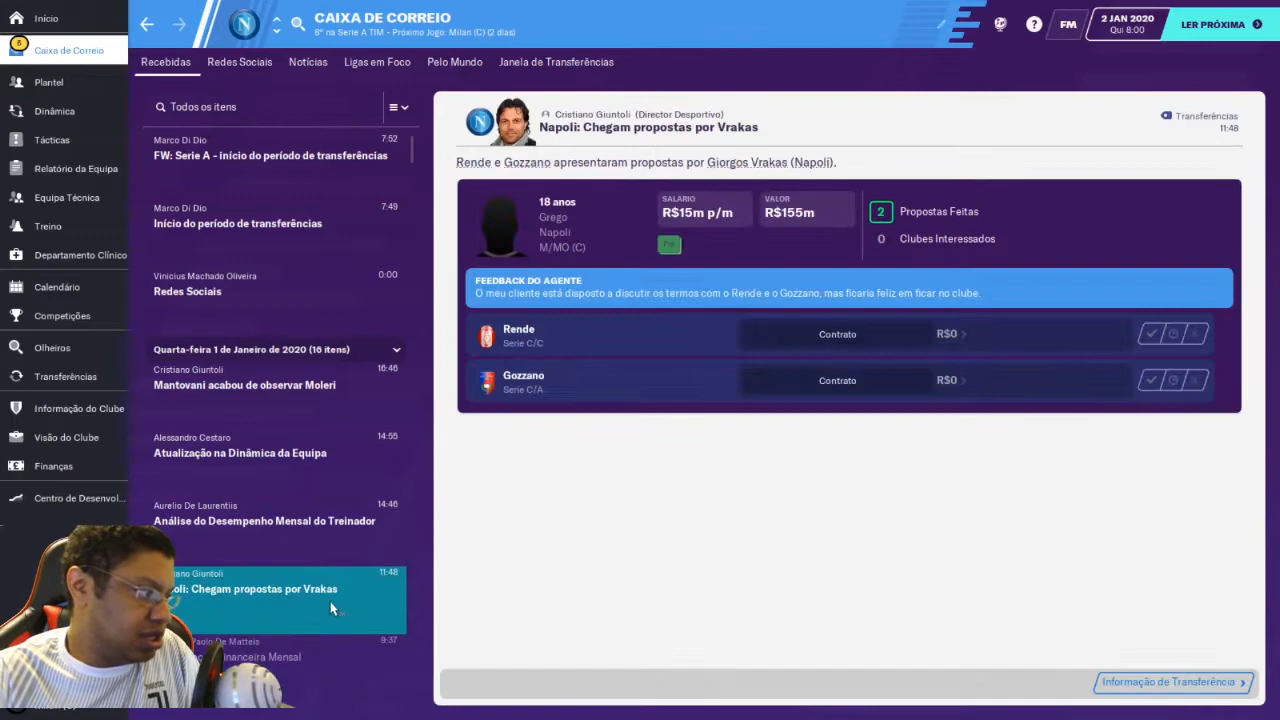 Início
6
Caixa de Correio
Plantel
Dinâmica
Tácticas
Relatório da Equipa
Equipa Técnica
Treino
Departamento Clínico
Calendário
Competições
Olheiros
Transferências
Informação do Clube
Visão do Clube
Finanças
Centro de Desenvol...
CAIXA DE CORREIO
8º na Serie A TIM - Próximo Jogo: Milan (C) (2 dias)
?
FM
2 JAN 2020
Qui 8:00
LER PRÓXIMA
Recebidas
Redes Sociais
Notícias
Ligas em Foco
Pelo Mundo
Janela de Transferências
Todos os itens
Marco Di Dio
7:52
FW: Serie A - início do período de transferências
Marco Di Dio
7:49
Início do período de transferências
Vinicius Machado Oliveira
0:00
Redes Sociais
Quarta-feira 1 de Janeiro de 2020 (16 itens)
Cristiano Giuntoli
16:46
Mantovani acabou de observar Moleri
Alessandro Cestaro
14:55
Atualização na Dinâmica da Equipa
Aurelio De Laurentiis
14:46
Análise do Desempenho Mensal do Treinador
Giuntoli
11:48
Chegam propostas por Vrakas
Paolo De Matteis
9:37
Mensal
Cristiano Giuntoli (Director Desportivo)
Napoli: Chegam propostas por Vrakas
Transferências
11:48
Rende e Gozzano apresentaram propostas por Giorgos Vrakas (Napoli).
18 anos
Grego
Napoli
M/MO (C)
SALÁRIO
R$15m p/m
VALOR
R$155m
2 Propostas Feitas
0 Clubes Interessados
FEEDBACK DO AGENTE
O meu cliente está disposto a discutir os termos com o Rende e o Gozzano, mas ficaria feliz em ficar no clube.
Rende
Serie C/C
Contrato
R$0
Gozzano
Serie C/A
Contrato
R$0
Informação de Transferência